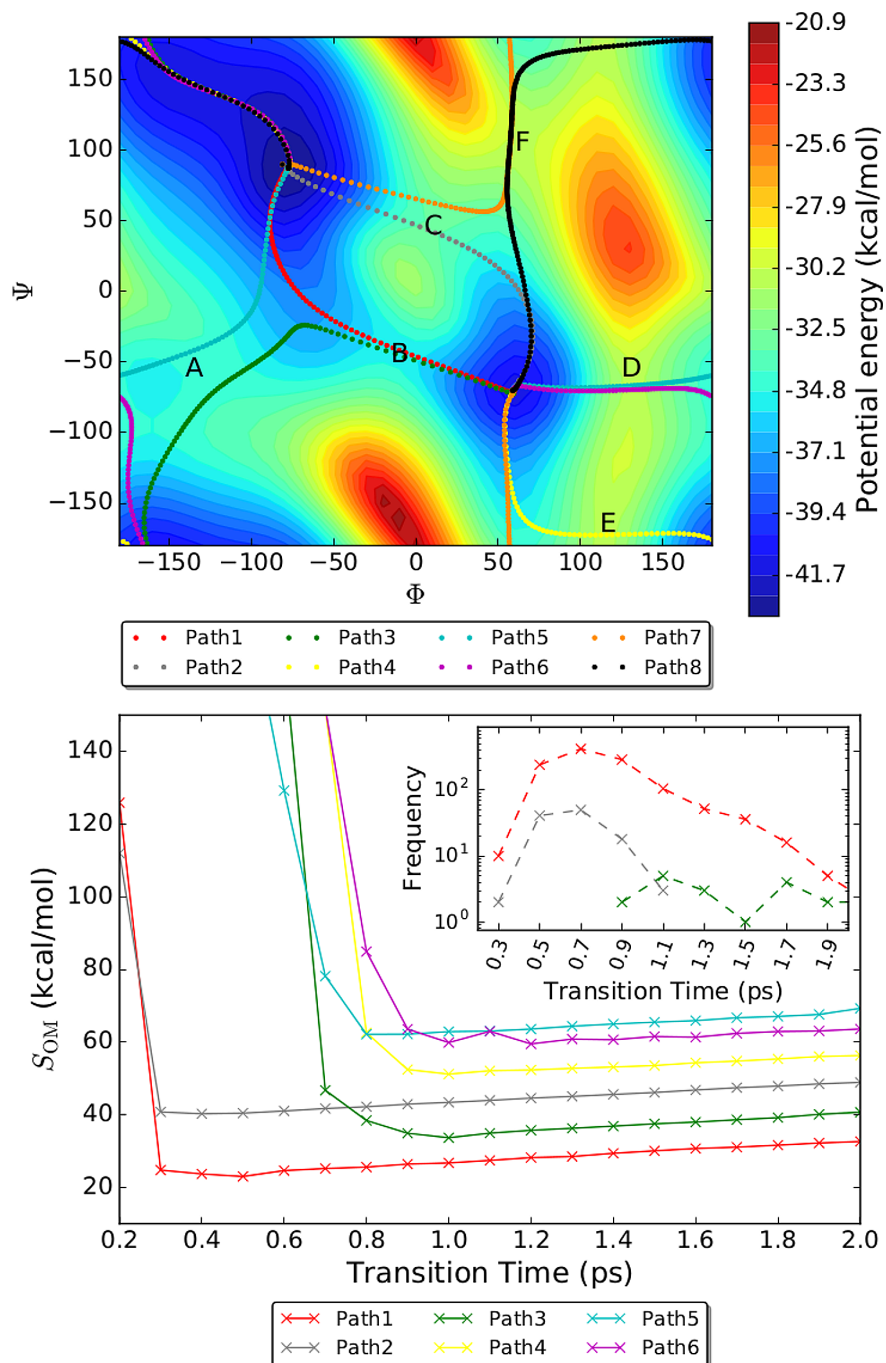 150
100
50
0
−50
−100
−150
Ψ
−150
−100
−50
0
50
100
150
Φ
A
B
C
D
E
F
-20.9
-23.3
-25.6
-27.9
-30.2
-32.5
-34.8
-37.1
-39.4
-41.7
Potential energy (kcal/mol)
Path1 Path3 Path5 Path7
Path2 Path4 Path6 Path8
140
120
100
80
60
40
20
S_OM (kcal/mol)
0.2 0.4 0.6 0.8 1.0 1.2 1.4 1.6 1.8 2.0
Transition Time (ps)
Frequency
10^2
10^1
10^0
0.3 0.5 0.7 0.9 1.1 1.3 1.5 1.7 1.9
Transition Time (ps)
Path1 Path3 Path5
Path2 Path4 Path6